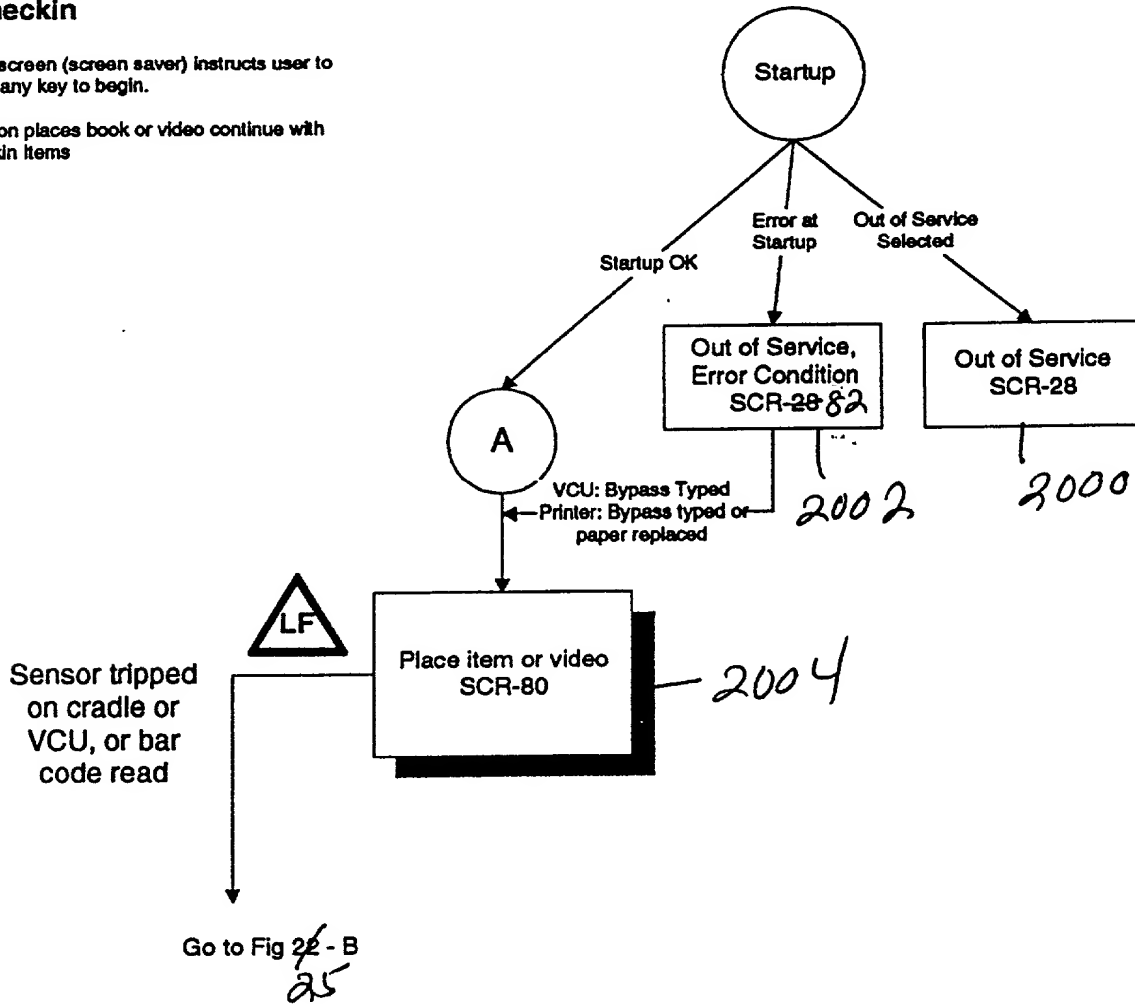 eckin
screen (screen saver) instructs user to
any key to begin.
on places book or video continue with
in items
Startup
Startup OK
Error at
Startup
Out of Service
Selected
Out of Service,
Error Condition
SCR-28 82
Out of Service
SCR-28
2002
2000
A
VCU: Bypass Typed
Printer: Bypass typed or
paper replaced
LF
Place item or video
SCR-80
2004
Sensor tripped
on cradle or
VCU, or bar
code read
Go to Fig 22 - B
25